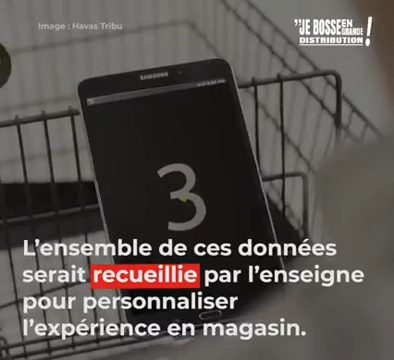 Image : Havas Tribu
"JE BOSSE EN GRANDE DISTRIBUTION !
SAMSUNG
3
L'ensemble de ces données
serait recueillie par l'enseigne
pour personnaliser
l'expérience en magasin.